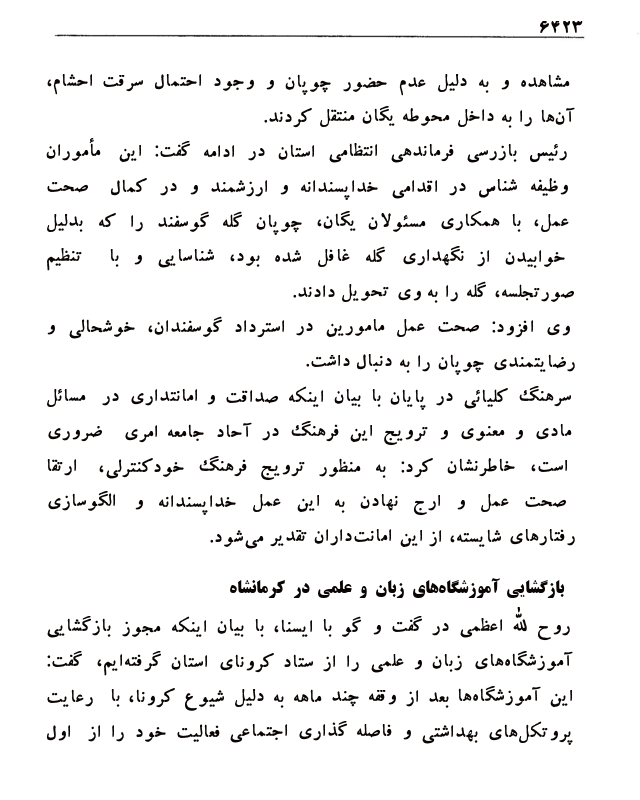 ۶۴۲۳
مشاهده و به دلیل عدم حضور چوپان و وجود احتمال سرقت احشام،
آن‌ها را به داخل محوطه یگان منتقل کردند.
رئیس بازرسی فرماندهی انتظامی استان در ادامه گفت: این مأموران
وظیفه شناس در اقدامی خداپسندانه و ارزشمند و در کمال صحت
عمل، با همکاری مسئولان یگان، چوپان گله گوسفند را که بدلیل
خوابیدن از نگهداری گله غافل شده بود، شناسایی و با تنظیم
صورتجلسه، گله را به وی تحویل دادند.
وی افزود: صحت عمل مامورین در استرداد گوسفندان، خوشحالی و
رضایتمندی چوپان را به دنبال داشت.
سرهنگ کلیائی در پایان با بیان اینکه صداقت و امانتداری در مسائل
مادی و معنوی و ترویج این فرهنگ در آحاد جامعه امری ضروری
است، خاطرنشان کرد: به منظور ترویج فرهنگ خودکنترلی، ارتقا
صحت عمل و ارج نهادن به این عمل خداپسندانه و الگوسازی
رفتارهای شایسته، از این امانت‌داران تقدیر می‌شود.
بازگشایی آموزشگاه‌های زبان و علمی در کرمانشاه
روح الله اعظمی در گفت و گو با ایسنا، با بیان اینکه مجوز بازگشایی
آموزشگاه‌های زبان و علمی را از ستاد کرونای استان گرفته‌ایم، گفت:
این آموزشگاه‌ها بعد از وقفه چند ماهه به دلیل شیوع کرونا، با رعایت
پروتکل‌های بهداشتی و فاصله گذاری اجتماعی فعالیت خود را از اول